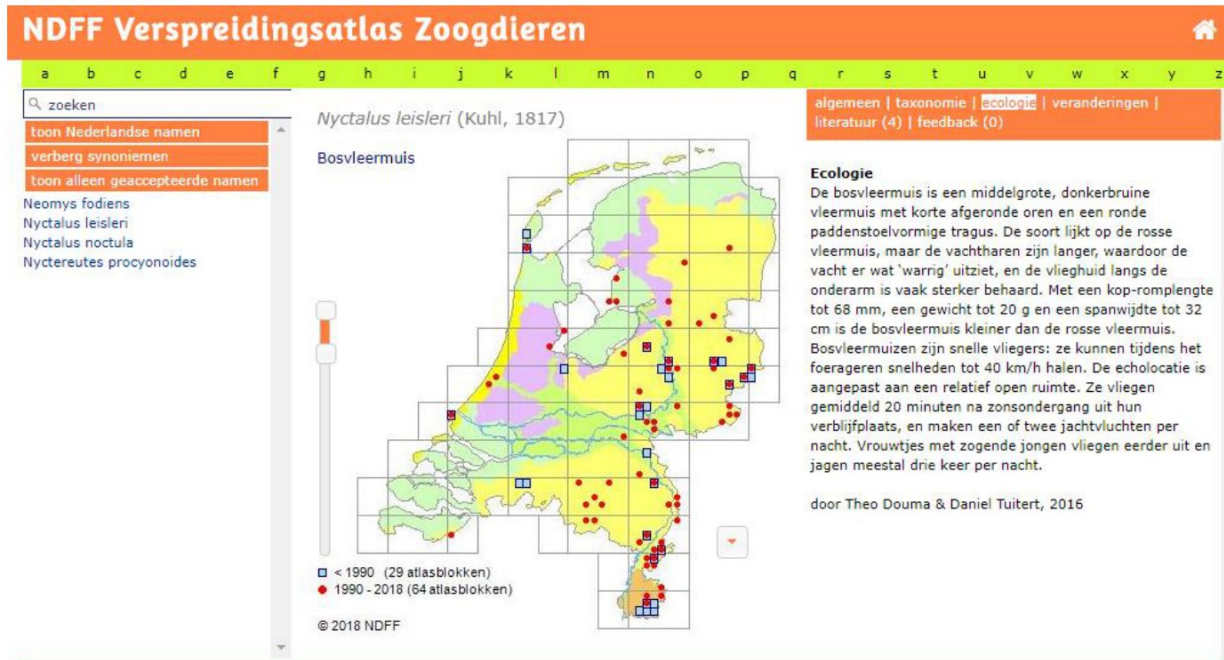 NDFF Verspreidingsatlas Zoogdieren
a b c d e f g h i j k l m n o p q r s t u v w x y z
zoeken
toon Nederlandse namen
verberg synoniemen
toon alleen geaccepteerde namen
Neomys fodiens
Nyctalus leisleri
Nyctalus noctula
Nyctereutes procyonoides
Nyctalus leisleri (Kuhl, 1817)
Bosvleermuis
< 1990 (29 atlasblokken)
1990 - 2018 (64 atlasblokken)
© 2018 NDFF
algemeen | taxonomie | ecologie | veranderingen |
literatuur (4) | feedback (0)
Ecologie
De bosvleermuis is een middelgrote, donkerbruine
vleermuis met korte afgeronde oren en een ronde
paddenstoelvormige tragus. De soort lijkt op de rosse
vleermuis, maar de vachtharen zijn langer, waardoor de
vacht er wat ‘warrig’ uitziet, en de vlieghuid langs de
onderarm is vaak sterker behaard. Met een kop-romplengte
tot 68 mm, een gewicht tot 20 g en een spanwijdte tot 32
cm is de bosvleermuis kleiner dan de rosse vleermuis.
Bosvleermuizen zijn snelle vliegers: ze kunnen tijdens het
foerageren snelheden tot 40 km/h halen. De echolocatie is
aangepast aan een relatief open ruimte. Ze vliegen
gemiddeld 20 minuten na zonsondergang uit hun
verblijfplaats, en maken een of twee jachtvluchten per
nacht. Vrouwtjes met zogende jongen vliegen eerder uit en
jagen meestal drie keer per nacht.
door Theo Douma & Daniel Tuitert, 2016